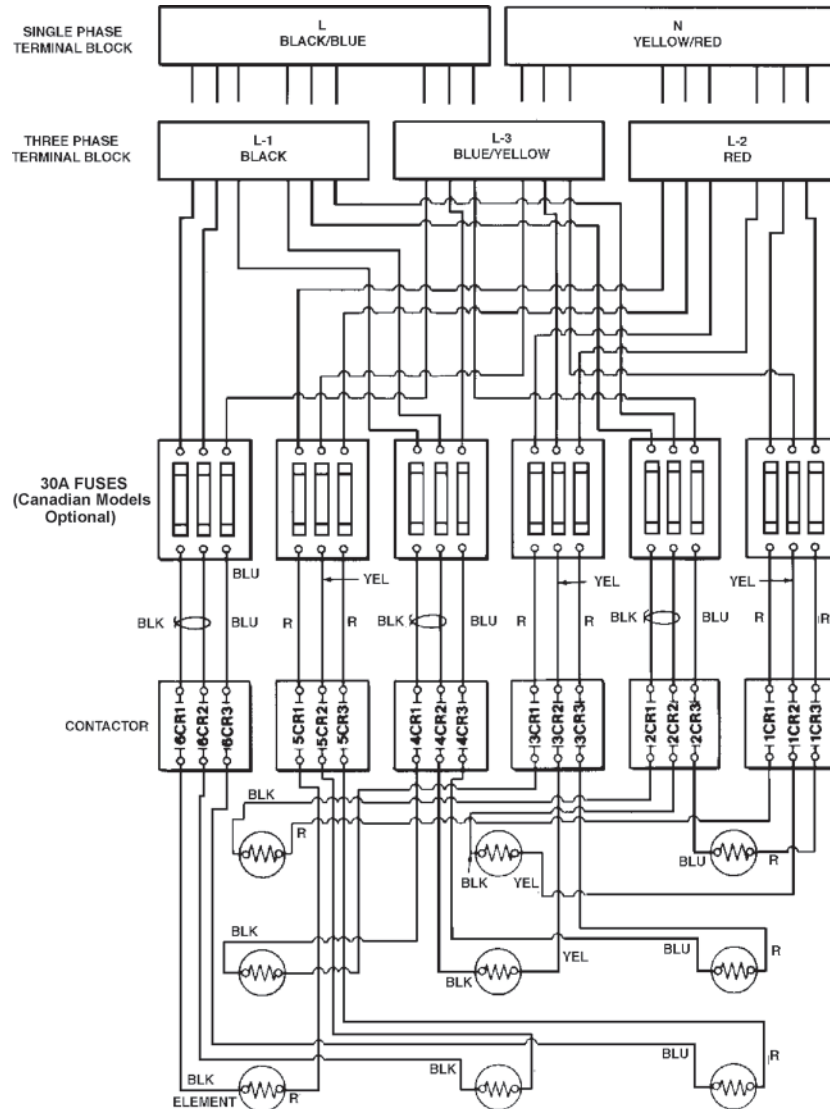 SINGLE PHASE
TERMINAL BLOCK
L
BLACK/BLUE
N
YELLOW/RED
THREE PHASE
TERMINAL BLOCK
L-1
BLACK
L-3
BLUE/YELLOW
L-2
RED
30A FUSES
(Canadian Models
Optional)
BLU
YEL
YEL
YEL
BLK
BLU
R
R
BLK
BLU
R
R
BLK
BLU
R
R
CONTACTOR
6CR1
6CR2
6CR3
5CR1
5CR2
5CR3
4CR1
4CR2
4CR3
3CR1
3CR2
3CR3
2CR1
2CR2
2CR3
1CR1
1CR2
1CR3
BLK
R
BLK
YEL
BLU
R
BLK
BLK
YEL
BLU
R
BLK
ELEMENT
R
BLK
BLU
R